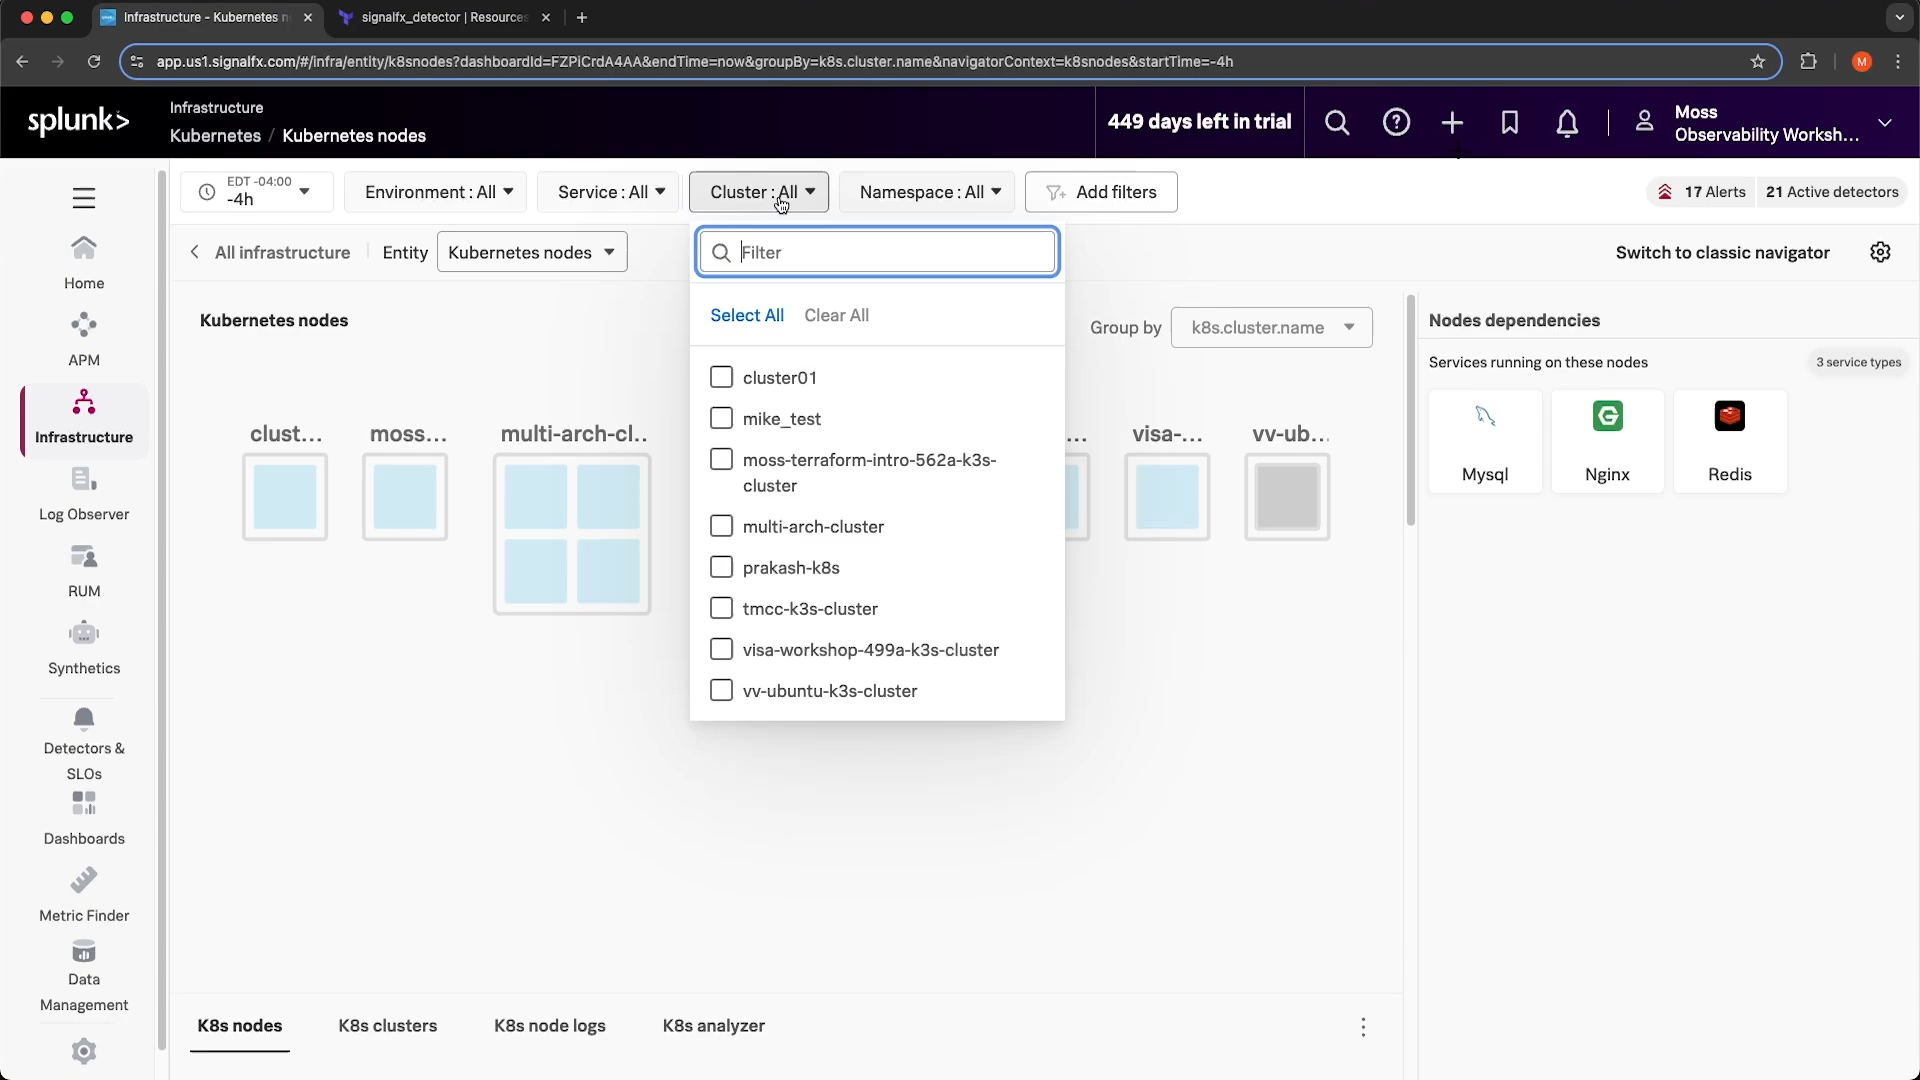 Infrastructure - Kubernetes n
signalfx_detector | Resources
app.us1.signalfx.com/#/infra/entity/k8snodes?dashboardId=FZPiCrdA4AA&endTime=now&groupBy=k8s.cluster.name&navigatorContext=k8snodes&startTime=-4h
M
splunk>
Infrastructure
Kubernetes / Kubernetes nodes
449 days left in trial
Moss
Observability Worksh...
EDT -04:00
-4h
Environment : All
Service : All
Cluster : All
Namespace : All
Add filters
17 Alerts
21 Active detectors
All infrastructure
Entity
Kubernetes nodes
Filter
Switch to classic navigator
Home
APM
Infrastructure
Log Observer
RUM
Synthetics
Detectors &
SLOs
Dashboards
Metric Finder
Data
Management
Kubernetes nodes
Select All
Clear All
Group by
k8s.cluster.name
clust...
moss...
multi-arch-cl..
...
visa-...
vv-ub...
cluster01
mike_test
moss-terraform-intro-562a-k3s-
cluster
multi-arch-cluster
prakash-k8s
tmcc-k3s-cluster
visa-workshop-499a-k3s-cluster
vv-ubuntu-k3s-cluster
Nodes dependencies
Services running on these nodes
3 service types
Mysql
Nginx
Redis
K8s nodes
K8s clusters
K8s node logs
K8s analyzer